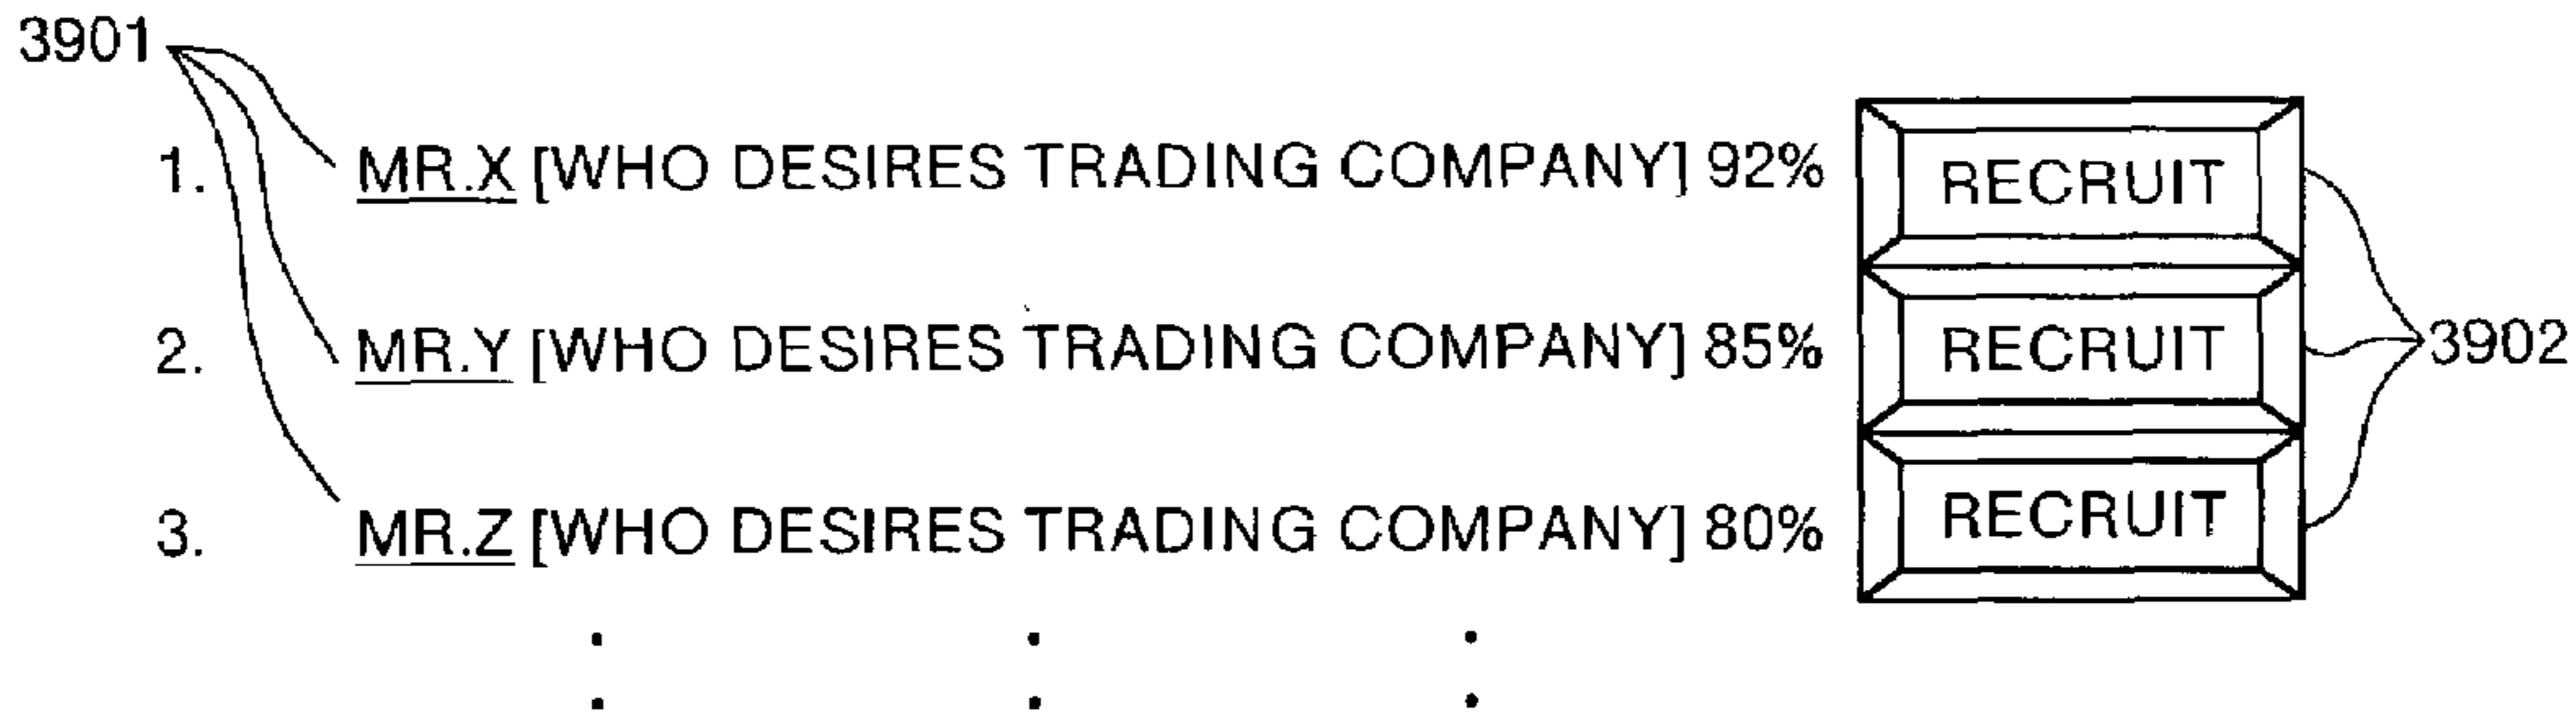 3901
1. MR.X [WHO DESIRES TRADING COMPANY] 92% RECRUIT
2. MR.Y [WHO DESIRES TRADING COMPANY] 85% RECRUIT
3902
3. MR.Z [WHO DESIRES TRADING COMPANY] 80% RECRUIT